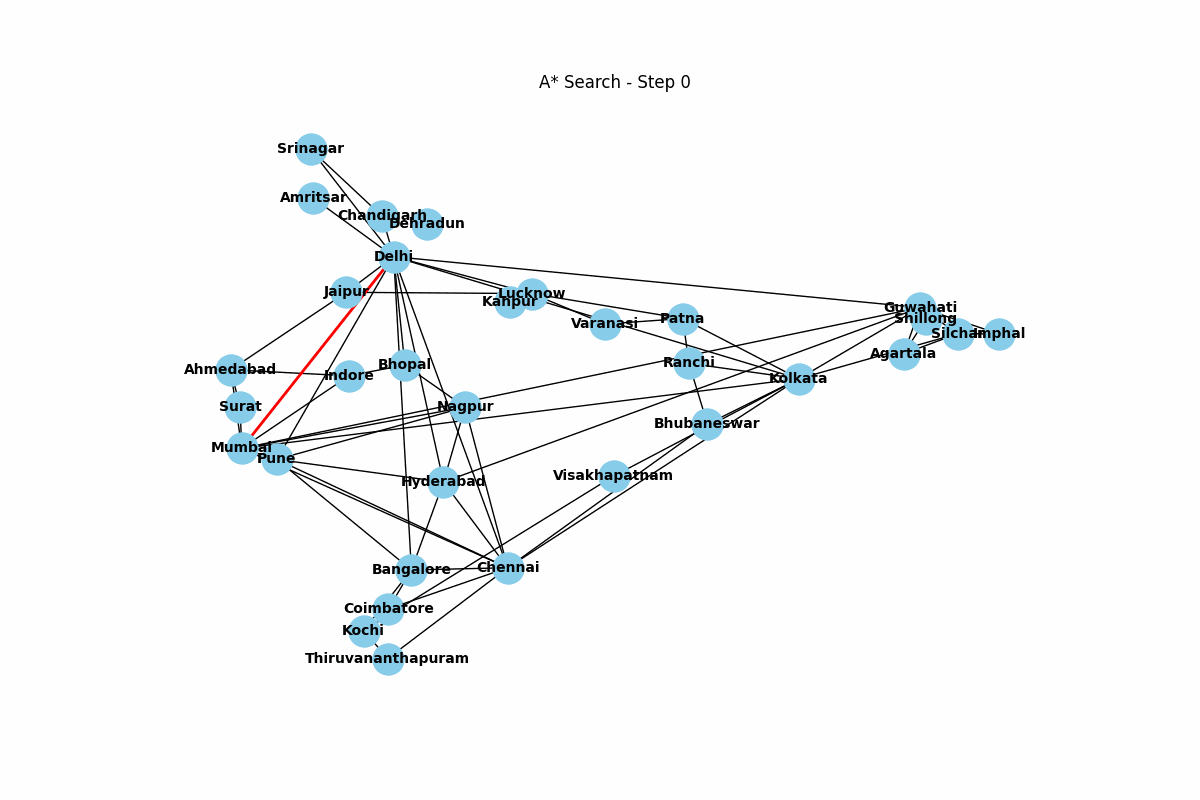 A* Search - Step 0
Srinagar
Amritsar
Chandigarh
Dehradun
Delhi
Jaipur
Lucknow
Kanpur
Varanasi
Patna
Guwahati
Shillong
Silchar
Imphal
Agartala
Ahmedabad
Indore
Bhopal
Ranchi
Kolkata
Surat
Nagpur
Bhubaneswar
Mumbai
Pune
Hyderabad
Visakhapatnam
Bangalore
Chennai
Coimbatore
Kochi
Thiruvananthapuram